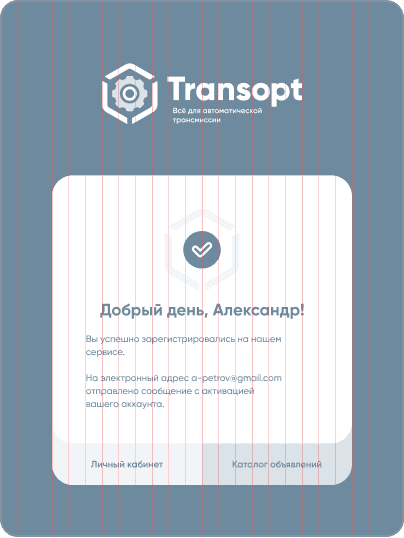 Transopt
Всё для автоматической
трансмиссии
Добрый день, Александр!
Вы успешно зарегистрировались на нашем
сервисе.
На электронный адрес a-petrov@gmail.com
отправлено сообщение с активацией
вашего аккаунта.
Личный кабинет
Каталог объявлений